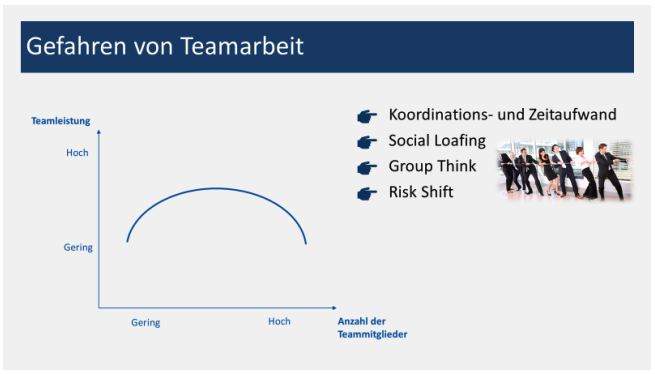 Gefahren von Teamarbeit
Teamleistung
Hoch
Gering
Gering
Hoch
Anzahl der
Teammitglieder
Koordinations- und Zeitaufwand
Social Loafing
Group Think
Risk Shift